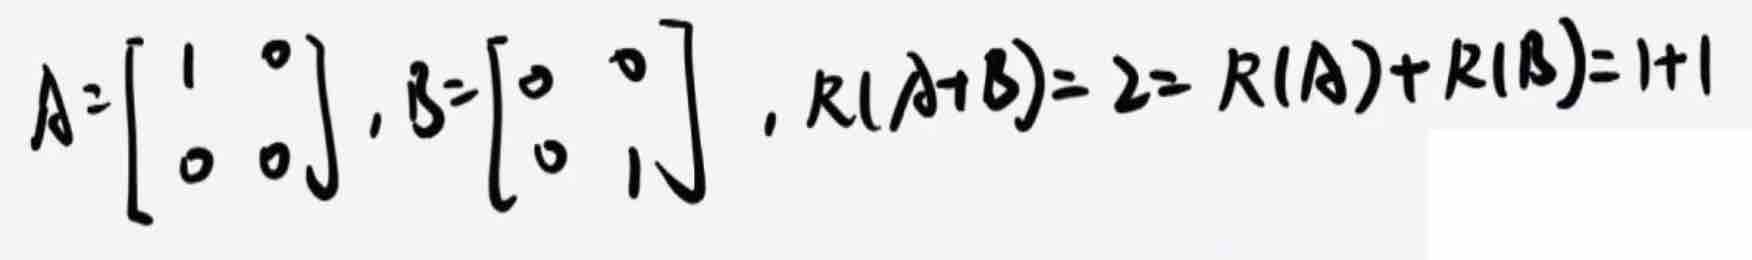 A=[1 0
0 0], B=[0 0
0 1], R(A+B)=2=R(A)+R(B)=1+1